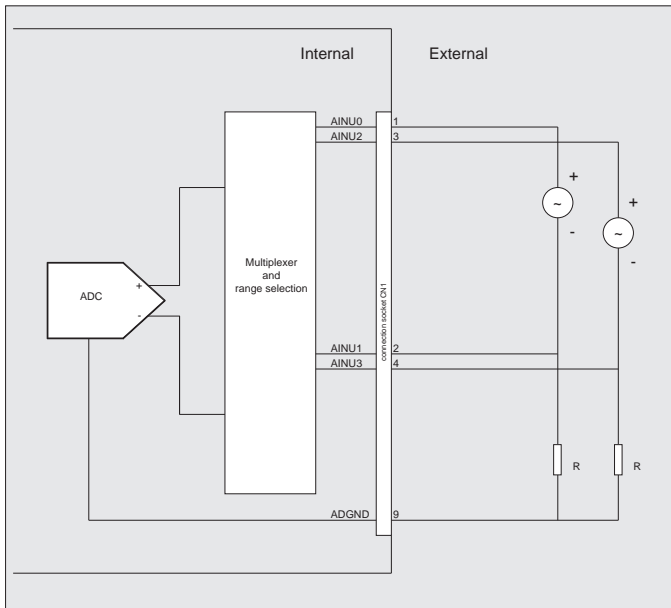 Internal External
AINU0 1
AINU2 3
+
~
-
+
~
-
Multiplexer
and
range selection
ADC
+
-
connection socket CN1
AINU1 2
AINU3 4
R R
ADGND 9